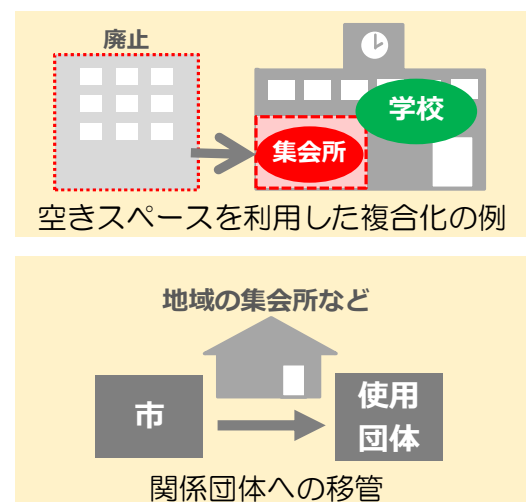 廃止
学校
集会所
空きスペースを利用した複合化の例
地域の集会所など
市
使用
団体
関係団体への移管